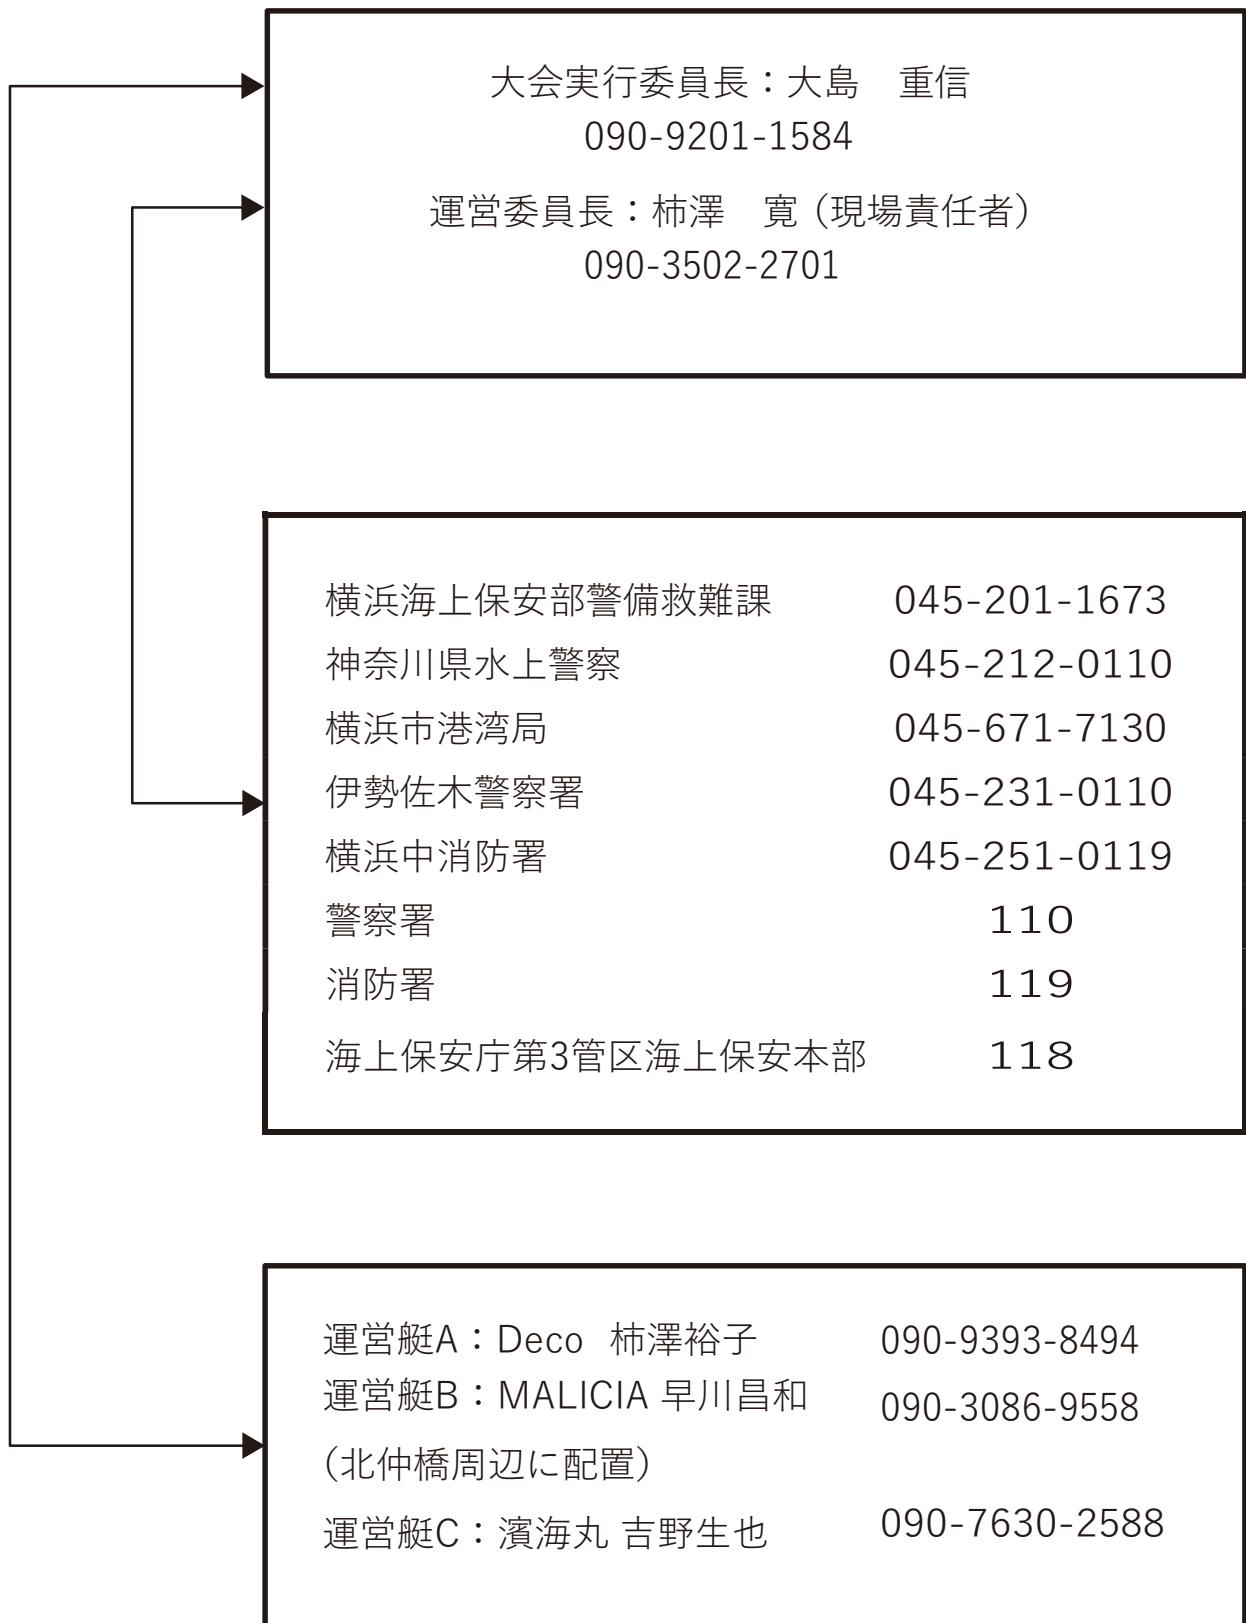 大会実行委員長：大島　重信
090-9201-1584
運営委員長：柿澤　寛（現場責任者）
090-3502-2701
横浜海上保安部警備救難課 045-201-1673
神奈川県水上警察 045-212-0110
横浜市港湾局 045-671-7130
伊勢佐木警察署 045-231-0110
横浜中消防署 045-251-0119
警察署 110
消防署 119
海上保安庁第3管区海上保安本部 118
運営艇A：Deco 柿澤裕子 090-9393-8494
運営艇B：MALICIA 早川昌和 090-3086-9558
（北仲橋周辺に配置）
運営艇C：濱海丸 吉野生也 090-7630-2588